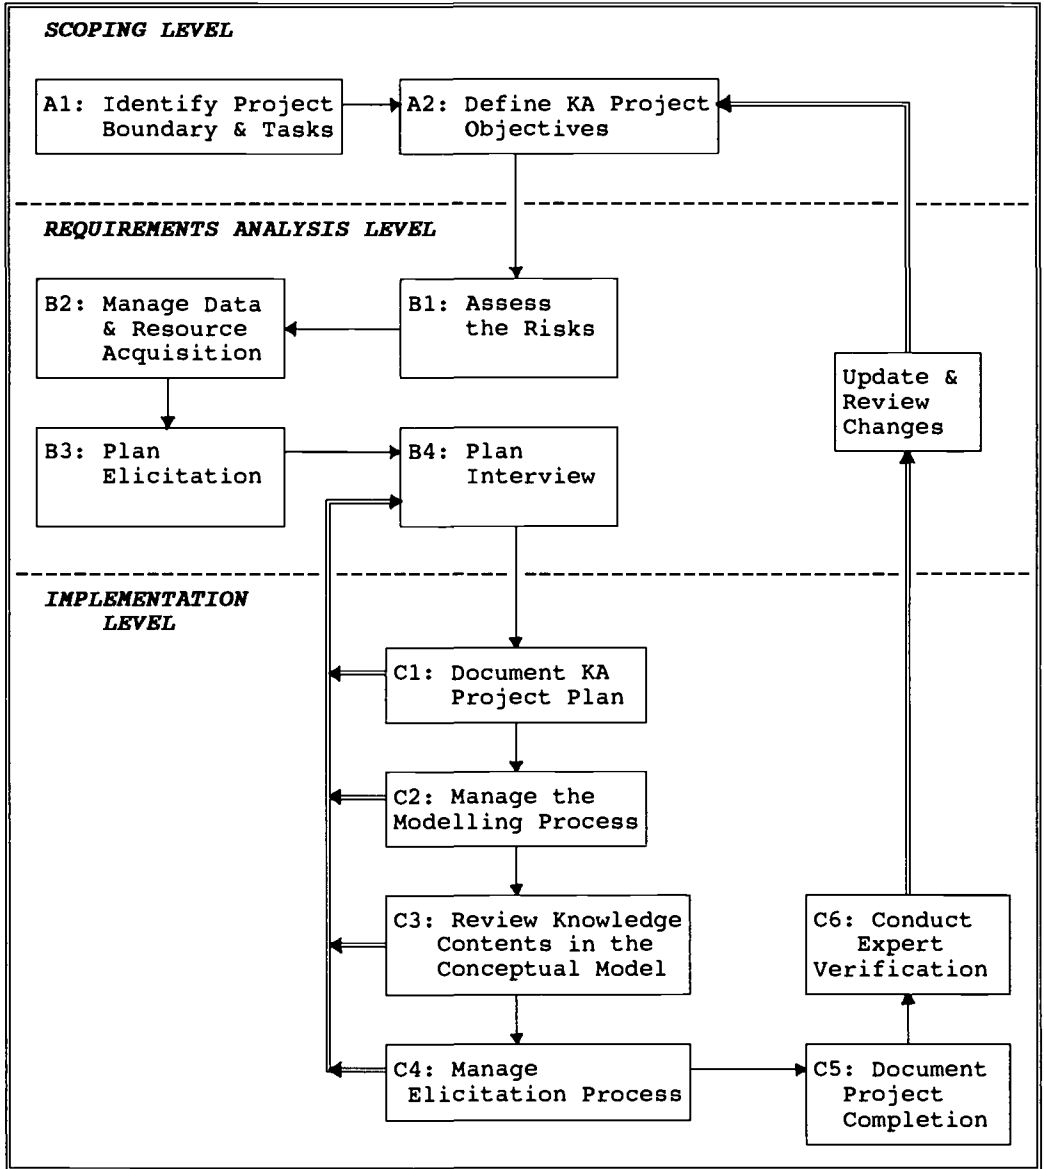 SCOPING LEVEL
A1: Identify Project
Boundary & Tasks
A2: Define KA Project
Objectives
REQUIREMENTS ANALYSIS LEVEL
B2: Manage Data
& Resource
Acquisition
B1: Assess
the Risks
Update &
Review
Changes
B3: Plan
Elicitation
B4: Plan
Interview
IMPLEMENTATION
LEVEL
C1: Document KA
Project Plan
C2: Manage the
Modelling Process
C3: Review Knowledge
Contents in the
Conceptual Model
C6: Conduct
Expert
Verification
C4: Manage
Elicitation Process
C5: Document
Project
Completion